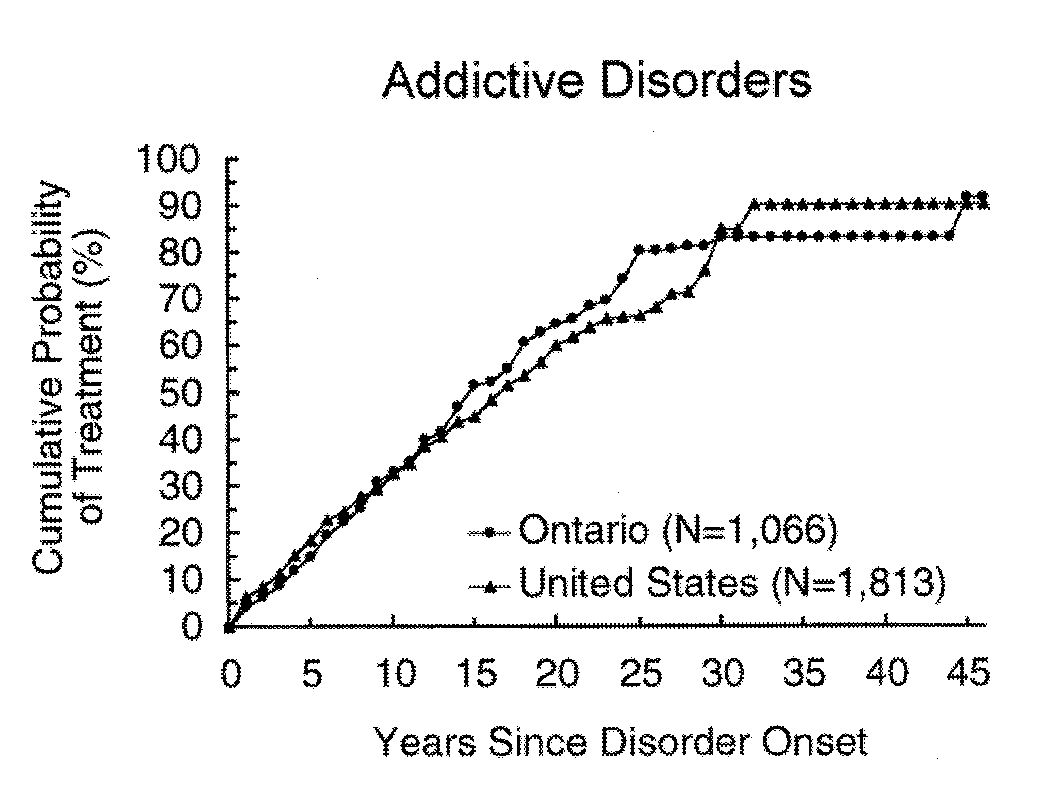 Addictive Disorders
Cumulative Probability
of Treatment (%)
100
90
80
70
60
50
40
30
20
10
0
Ontario (N=1,066)
United States (N=1,813)
0 5 10 15 20 25 30 35 40 45
Years Since Disorder Onset